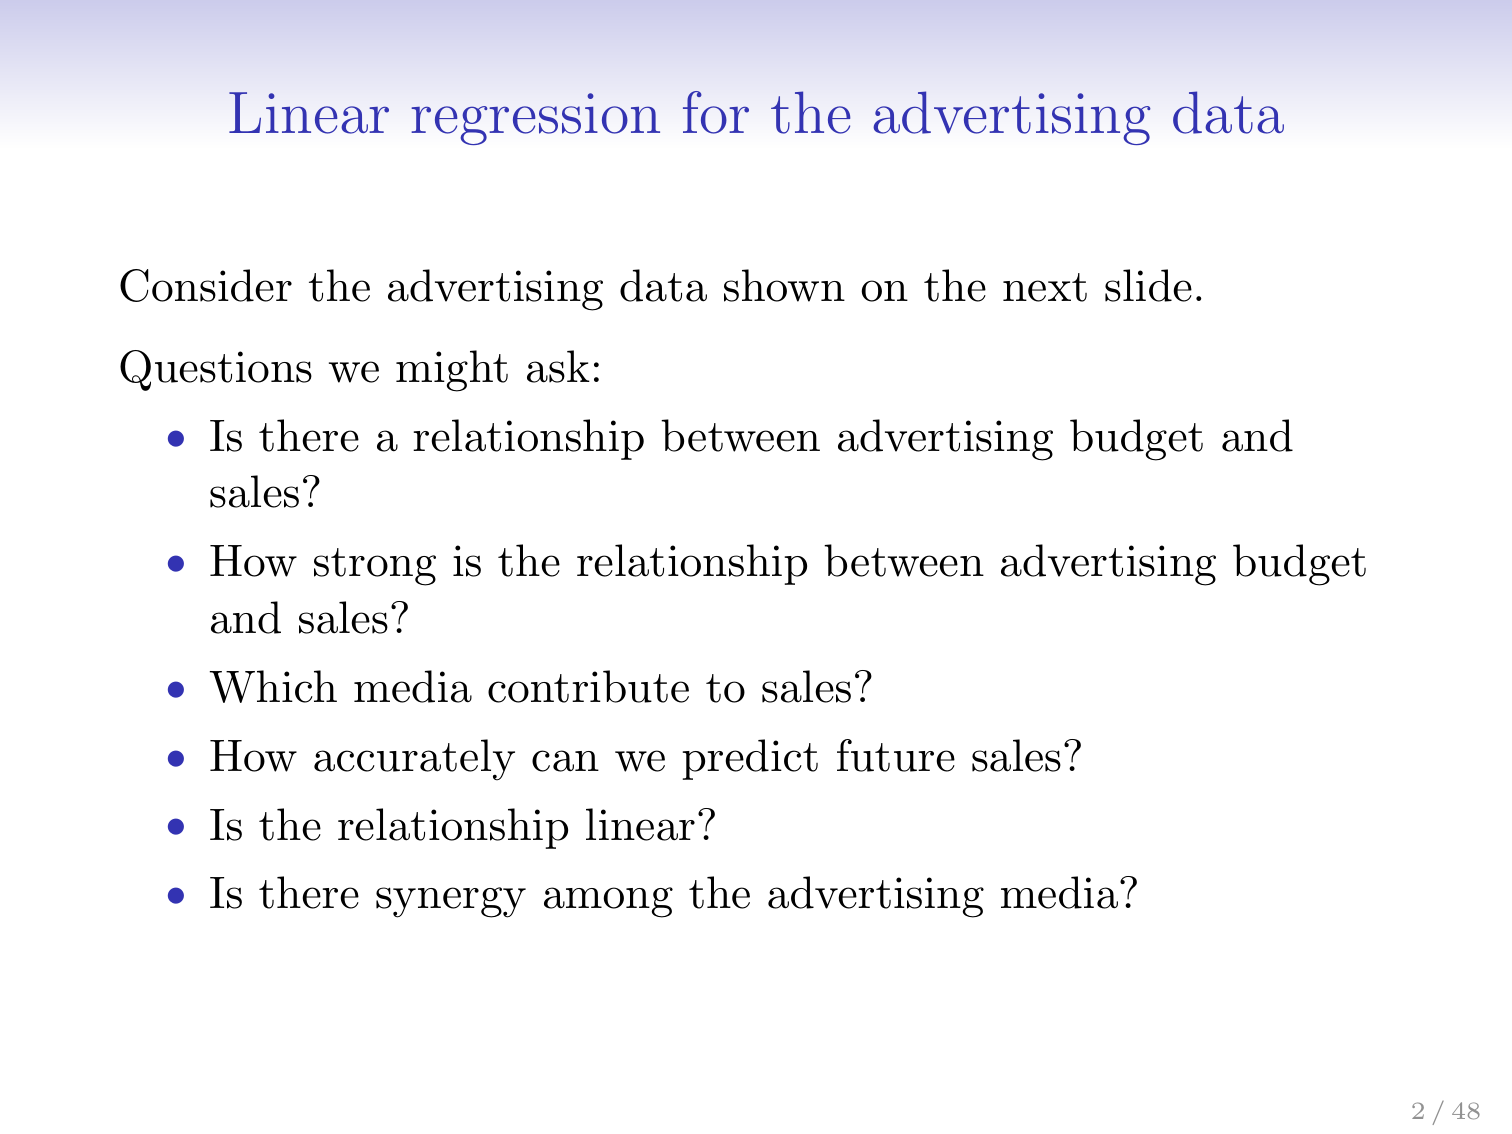 Linear regression for the advertising data
Consider the advertising data shown on the next slide.
Questions we might ask:
• Is there a relationship between advertising budget and
sales?
• How strong is the relationship between advertising budget
and sales?
• Which media contribute to sales?
• How accurately can we predict future sales?
• Is the relationship linear?
• Is there synergy among the advertising media?
2 / 48